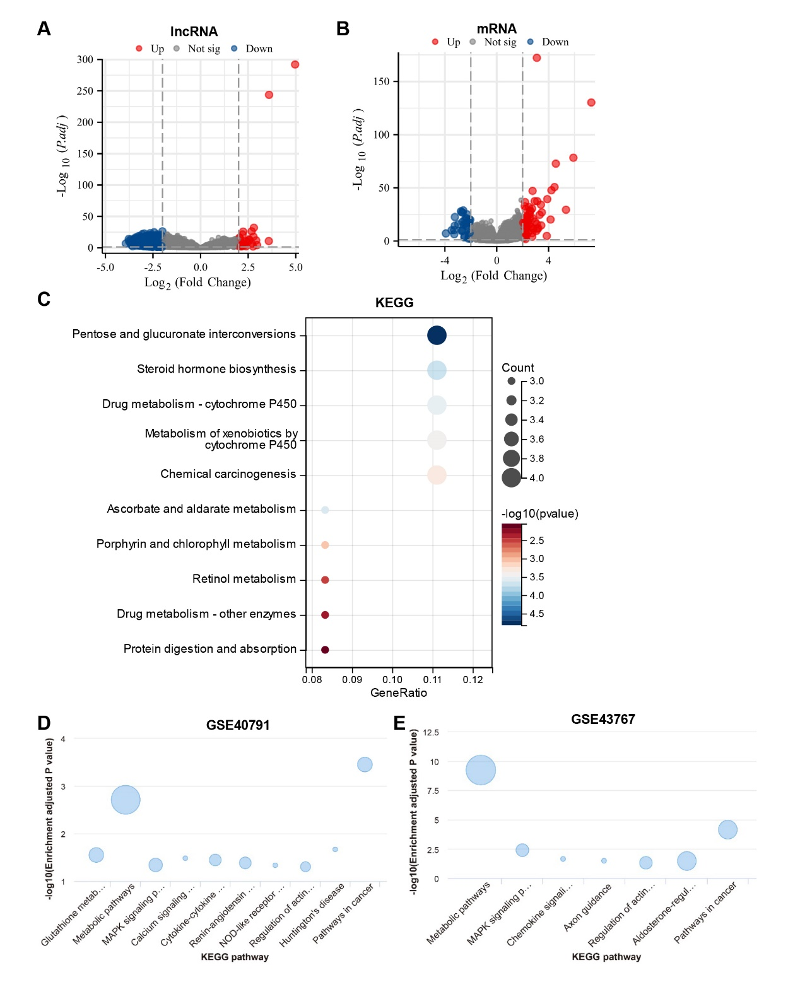 A
lncRNA
Up Not sig Down
300
250
200
150
100
50
0
-Log 10 (P.adj)
-5.0 -2.5 0.0 2.5 5.0
Log2 (Fold Change)
B
mRNA
Up Not sig Down
150
100
50
0
-Log 10 (P.adj)
-4 0 4
Log2 (Fold Change)
C
KEGG
Pentose and glucuronate interconversions
Steroid hormone biosynthesis
Drug metabolism - cytochrome P450
Metabolism of xenobiotics by
cytochrome P450
Chemical carcinogenesis
Ascorbate and aldarate metabolism
Porphyrin and chlorophyll metabolism
Retinol metabolism
Drug metabolism - other enzymes
Protein digestion and absorption
0.08 0.09 0.10 0.11 0.12
GeneRatio
Count
3.0
3.2
3.4
3.6
3.8
4.0
-log10(pvalue)
2.5
3.0
3.5
4.0
4.5
D
GSE40791
-log10(Enrichment adjusted P value)
4
3
2
1
Glutathione metab...
Metabolic pathways
MAPK signaling p...
Calcium signaling ...
Cytokine-cytokine ...
Renin-angiotensin ...
NOD-like receptor ...
Regulation of actin...
Huntington's disease
Pathways in cancer
KEGG pathway
E
GSE43767
-log10(Enrichment adjusted P value)
12.5
10
7.5
5
2.5
0
Metabolic pathways
MAPK signaling p...
Chemokine signali...
Axon guidance
Regulation of actin...
Aldosterone-regul...
Pathways in cancer
KEGG pathway